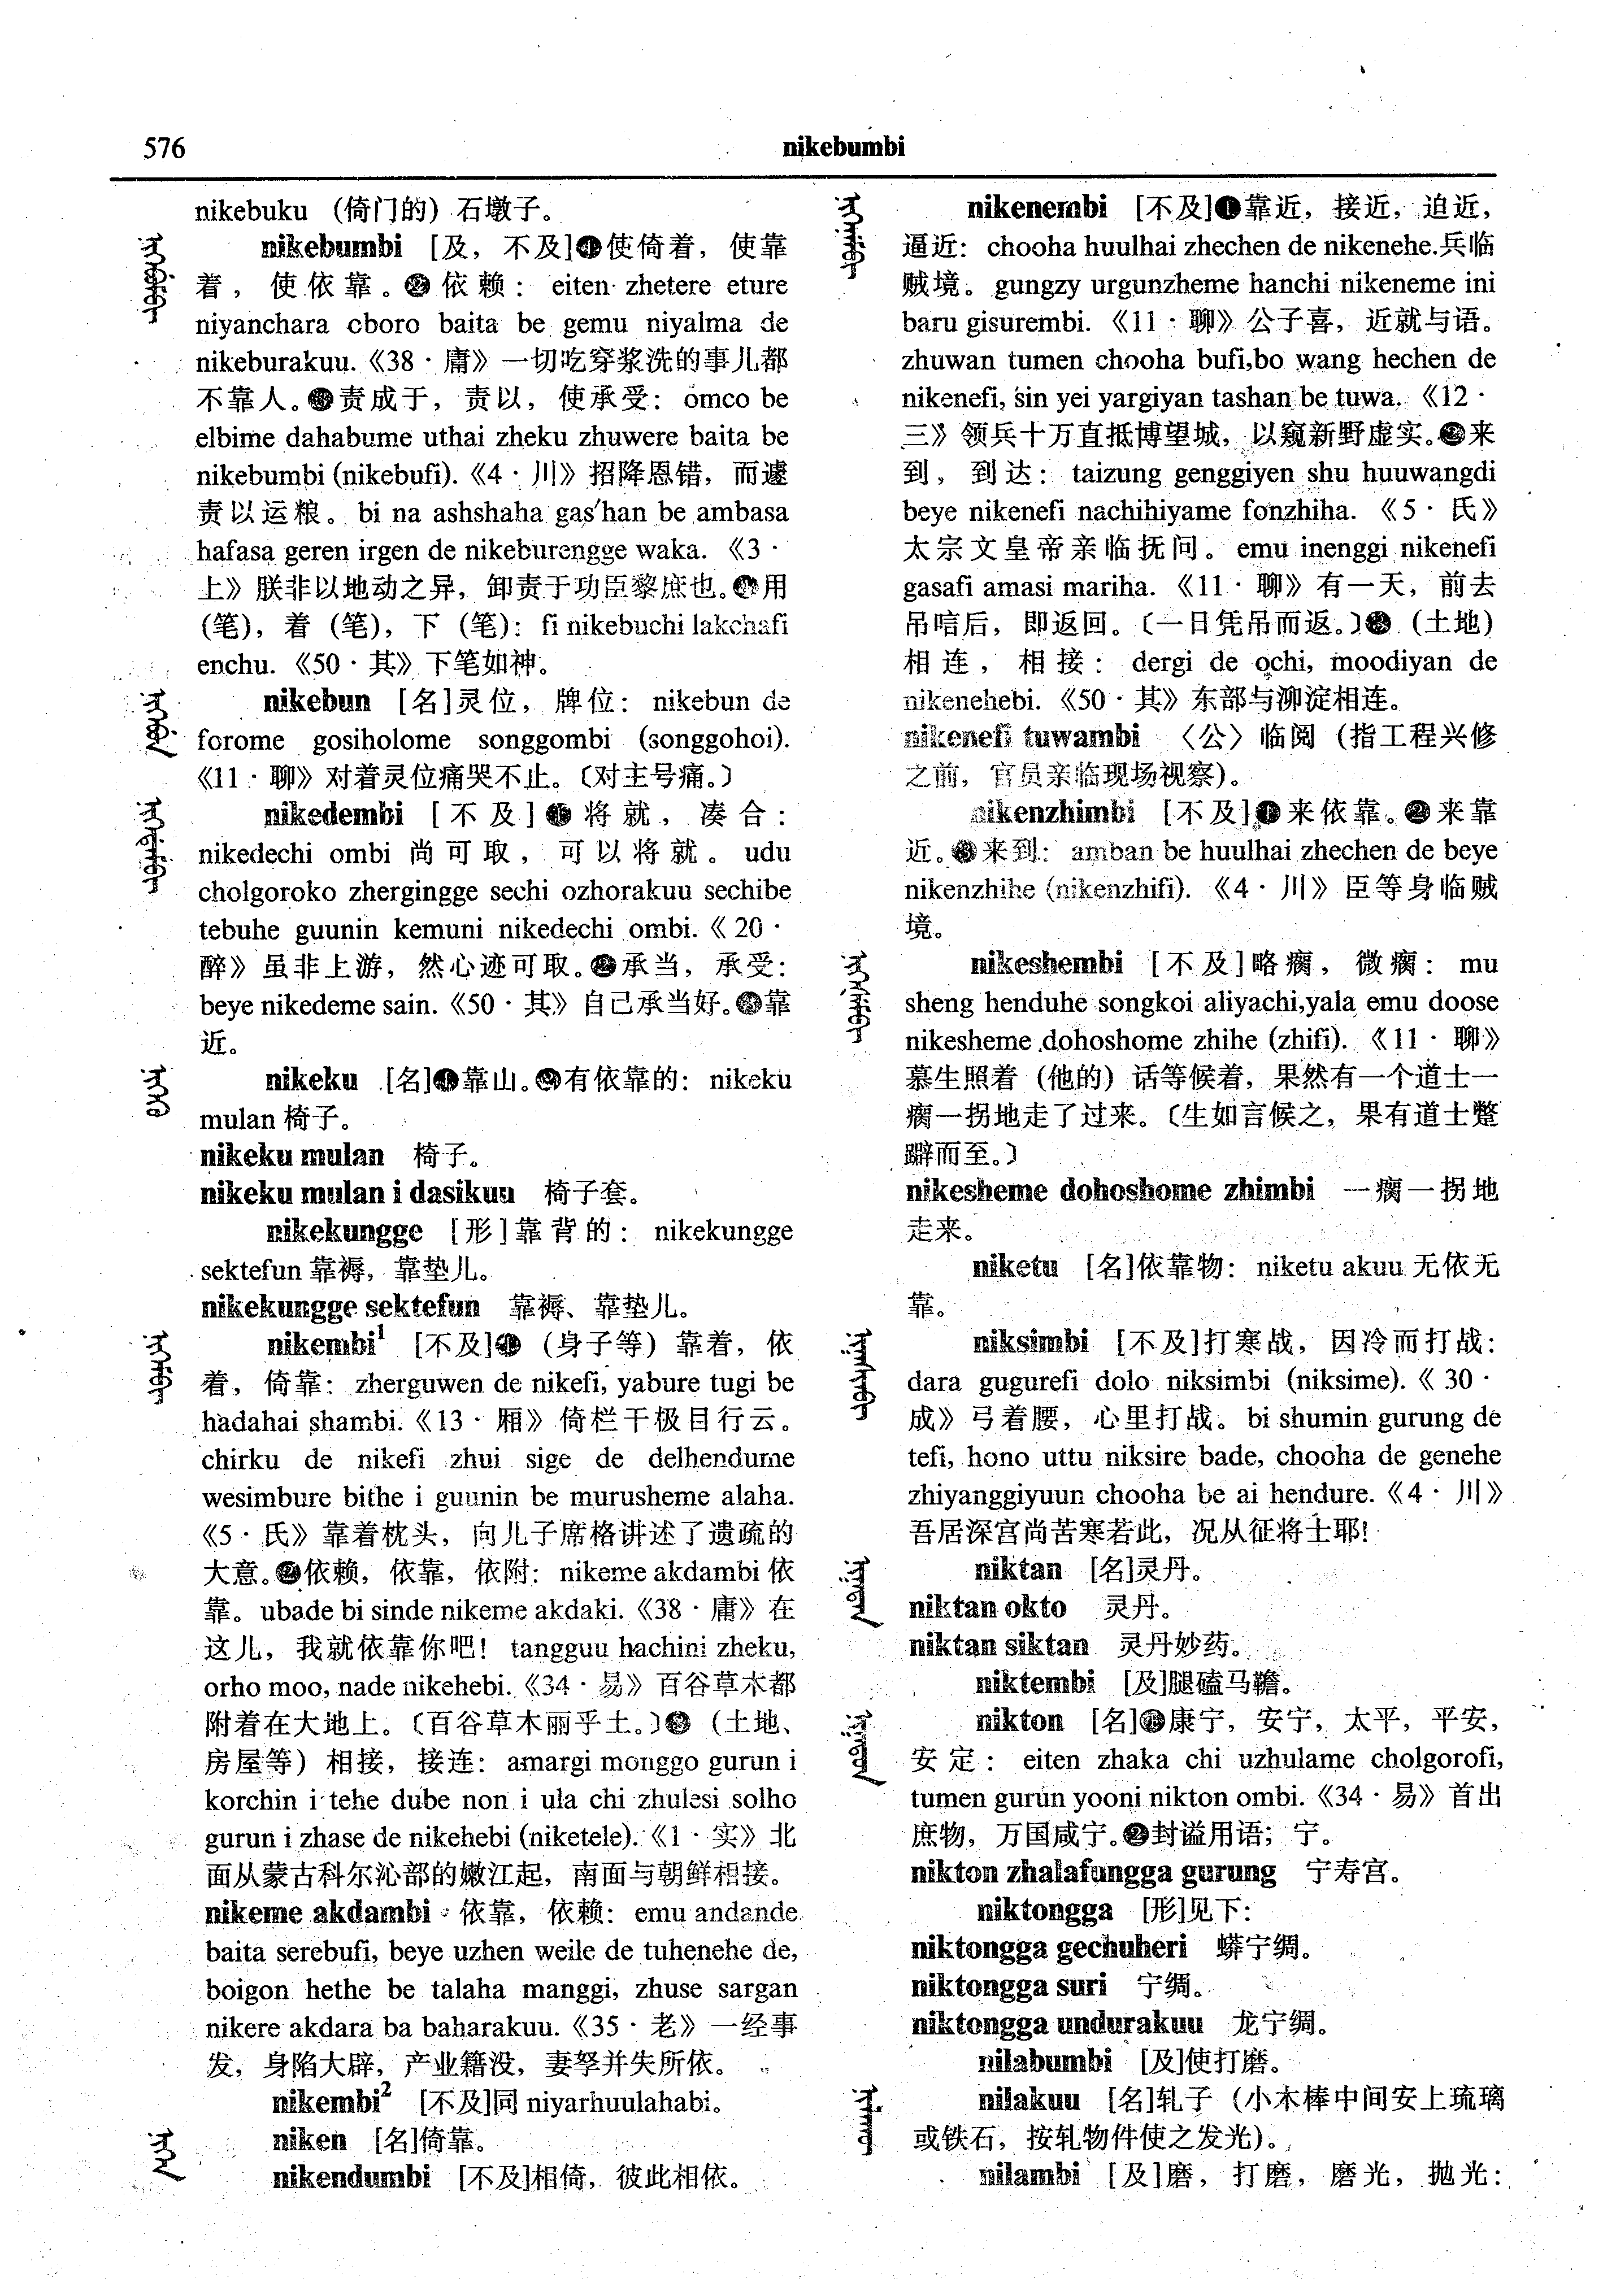 576
nikebumbi
nikebuku （倚门的）石墩子。
nikebumbi [及，不及]❶使倚着，使靠
着，使依靠。❷依赖：eiten zhetere eture
niyanchara oboro baita be gemu niyalma de
nikeburakuu.《38·庸》一切吃穿浆洗的事儿都
不靠人。❸责成于，责以，使承受：omco be
elbime dahabume uthai zheku zhuwere baita be
nikebumbi (nikebufi).《4·川》招降恩错，而遽
责以运粮。bi na ashshaha gas'han be ambasa
hafasa geren irgen de nikeburengge waka.《3·
上》朕非以地动之异，卸责于功臣黎庶也。❹用
（笔），着（笔），下（笔）：fi nikebuchi lakchafi
enchu.《50·其》下笔如神。
nikebun [名]灵位，牌位：nikebun de
forome gosiholome songgombi (songgohoi).
《11·聊》对着灵位痛哭不止。〔对主号痛。〕
nikedembi [不及]❶将就，凑合：
nikedechi ombi 尚可取，可以将就。udu
cholgoroko zhergingge sechi ozhorakuu sechibe
tebuhe guunin kemuni nikedechi ombi.《20·
醉》虽非上游，然心迹可取。❷承当，承受：
beye nikedeme sain.《50·其》自己承当好。❸靠
近。
nikeku [名]❶靠山。❷有依靠的：nikeku
mulan 椅子。
nikeku mulan 椅子。
nikeku mulan i dasikuu 椅子套。
nikekungge [形]靠背的：nikekungge
sektefun 靠褥，靠垫儿。
nikekungge sektefun 靠褥、靠垫儿。
nikembi¹ [不及]❶（身子等）靠着，依
着，倚靠：zherguwen de nikefi, yabure tugi be
hadahai shambi.《13·厢》倚栏干极目行云。
chirku de nikefi zhui sige de delhendume
wesimbure bithe i guunin be murusheme alaha.
《5·氏》靠着枕头，向儿子席格讲述了遗疏的
大意。❷依赖，依靠，依附：nikeme akdambi 依
靠。ubade bi sinde nikeme akdaki.《38·庸》在
这儿，我就依靠你吧！tangguu hachini zheku,
orho moo, nade nikehebi.《34·易》百谷草木都
附着在大地上。〔百谷草木丽乎土。〕❸（土地、
房屋等）相接，接连：amargi monggo gurun i
korchin i tehe dube non i ula chi zhulesi solho
gurun i zhase de nikehebi (niketele).《1·实》北
面从蒙古科尔沁部的嫩江起，南面与朝鲜相接。
nikeme akdambi 依靠，依赖：emu andande
baita serebufi, beye uzhen weile de tuhenehe de,
boigon hethe be talaha manggi, zhuse sargan
nikere akdara ba baharakuu.《35·老》一经事
发，身陷大辟，产业籍没，妻孥并失所依。
nikembi² [不及]同 niyarhuulahabi。
niken [名]倚靠。
nikendumbi [不及]相倚，彼此相依。
nikenembi [不及]❶靠近，接近，迫近，
逼近：chooha huulhai zhechen de nikenehe.兵临
贼境。gungzy urgunzheme hanchi nikeneme ini
baru gisurembi.《11·聊》公子喜，近就与语。
zhuwan tumen chooha bufi,bo wang hechen de
nikenefi, sin yei yargiyan tashan be tuwa.《12·
三》领兵十万直抵博望城，以窥新野虚实。❷来
到，到达：taizung genggiyen shu huuwangdi
beye nikenefi nachihiyame fonzhiha.《5·氏》
太宗文皇帝亲临抚问。emu inenggi nikenefi
gasafi amasi mariha.《11·聊》有一天，前去
吊唁后，即返回。〔一日凭吊而返。〕❸（土地）
相连，相接：dergi de ochi, moodiyan de
nikenehebi.《50·其》东部与泖淀相连。
nikenefi tuwambi 〈公〉临阅（指工程兴修
之前，官员亲临现场视察）。
nikenzhimbi [不及]❶来依靠。❷来靠
近。❸来到：amban be huulhai zhechen de beye
nikenzhihe (nikenzhifi).《4·川》臣等身临贼
境。
nikeshembi [不及]略瘸，微瘸：mu
sheng henduhe songkoi aliyachi,yala emu doose
nikesheme dohoshome zhihe (zhifi).《11·聊》
慕生照着（他的）话等候着，果然有一个道士一
瘸一拐地走了过来。〔生如言候之，果有道士蹩
躃而至。〕
nikesheme dohoshome zhimbi 一瘸一拐地
走来。
niketu [名]依靠物：niketu akuu 无依无
靠。
niksimbi [不及]打寒战，因冷而打战：
dara gugurefi dolo niksimbi (niksime).《30·
成》弓着腰，心里打战。bi shumin gurung de
tefi, hono uttu niksire bade, chooha de genehe
zhiyanggiyuun chooha be ai hendure.《4·川》
吾居深宫尚苦寒若此，况从征将士耶！
niktan [名]灵丹。
niktan okto 灵丹。
niktan siktan 灵丹妙药。
niktembi [及]腿磕马韂。
nikton [名]❶康宁，安宁，太平，平安，
安定：eiten zhaka chi uzhulame cholgorofi,
tumen gurun yooni nikton ombi.《34·易》首出
庶物，万国咸宁。❷封谥用语；宁。
nikton zhalafungga gurung 宁寿宫。
niktongga [形]见下：
niktongga gechuheri 蟒宁绸。
niktongga suri 宁绸。
niktongga undurakuu 龙宁绸。
nilabumbi [及]使打磨。
nilakuu [名]轧子（小木棒中间安上琉璃
或铁石，按轧物件使之发光）。
nilambi [及]磨，打磨，磨光，抛光：